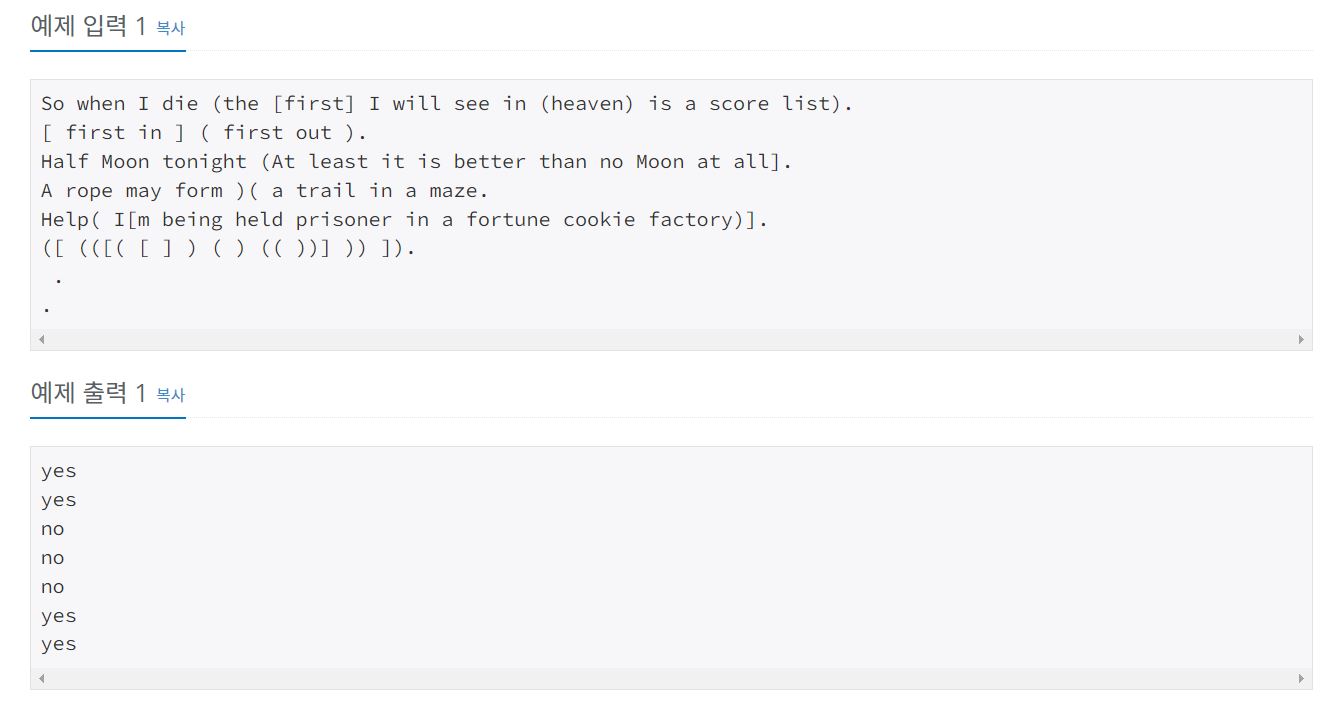 예제 입력 1 복사
So when I die (the [first] I will see in (heaven) is a score list).
[ first in ] ( first out ).
Half Moon tonight (At least it is better than no Moon at all].
A rope may form )( a trail in a maze.
Help( I[m being held prisoner in a fortune cookie factory)].
([ (([( [ ] ) ( ) (( ))] )) ]).
 .
.
예제 출력 1 복사
yes
yes
no
no
no
yes
yes